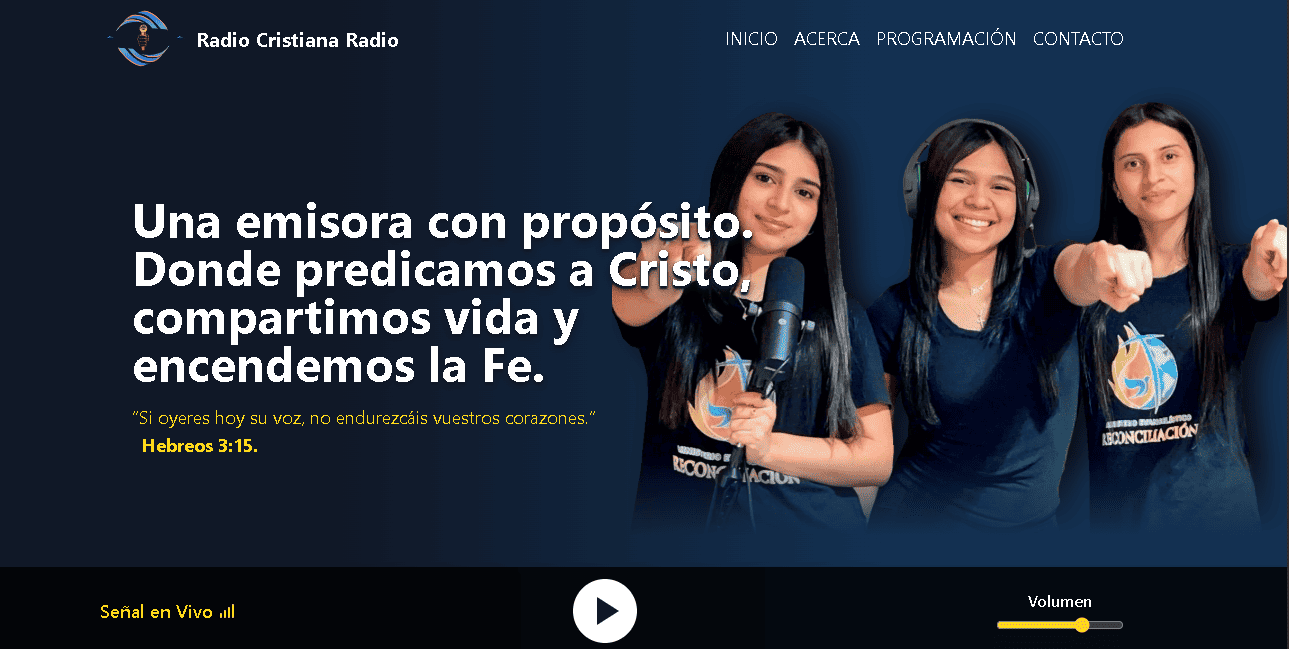 Radio Cristiana Radio
INICIO ACERCA PROGRAMACIÓN CONTACTO
Una emisora con propósito.
Donde predicamos a Cristo,
compartimos vida y
encendemos la Fe.
“Si oyeres hoy su voz, no endurezcáis vuestros corazones.”
Hebreos 3:15.
RECONCILIACIÓN
Señal en Vivo
Volumen